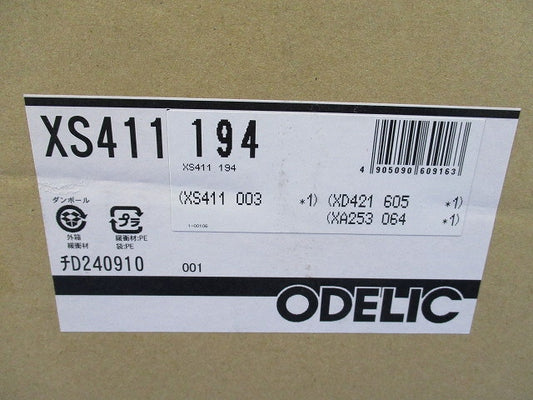 XS411 194
XS411 194
4 905090 609163
(XS411 003 *1) (XD421 605 *1)
(XA253 064 *1)
1-00106
ダンボール
外箱
緩衝材
プラ
緩衝材:PE
袋:PE
チD240910 001
ODELIC